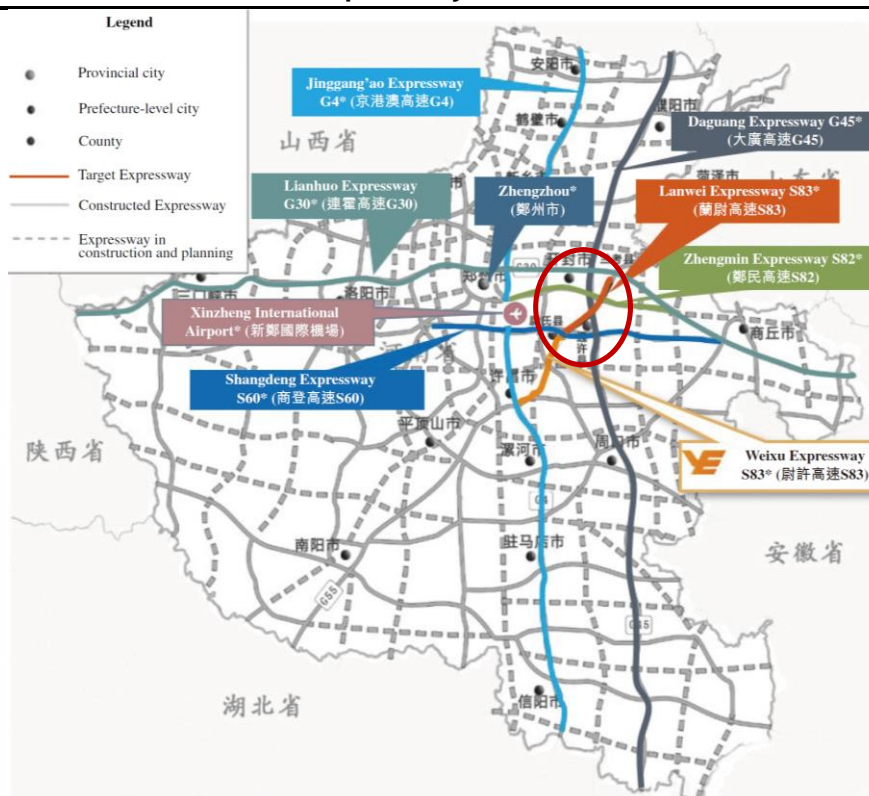 Legend
Provincial city
Prefecture-level city
County
Target Expressway
Constructed Expressway
Expressway in
construction and planning
Jinggang'ao Expressway
G4* (京港澳高速G4)
安阳市
鹤壁市
濮阳市
Daguang Expressway G45*
(大廣高速G45)
山西省
Lianhuo Expressway
G30* (連霍高速G30)
Zhengzhou*
(鄭州市)
Lanwei Expressway S83*
(蘭尉高速S83)
Zhengmin Expressway S82*
(鄭民高速S82)
G30
洛阳市
Xinzheng International
Airport* (新鄭國際機場)
商丘市
河南省
Shangdeng Expressway
S60* (商登高速S60)
许昌市
平顶山市
陕西省
漯河市
周口市
Weixu Expressway
S83* (尉許高速S83)
G4
南阳市
驻马店市
安徽省
G55
G45
信阳市
湖北省